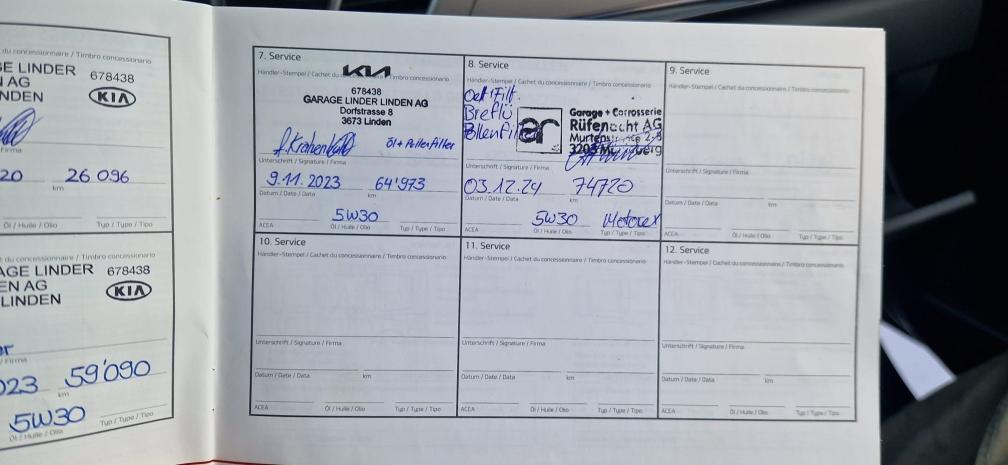 du concessionnaire / Timbro concessionario
GE LINDER 678438
N AG KIA
NDEN
Firma
20 26 096
km
Öl / Huile / Olio Typ / Type / Tipo
du concessionnaire / Timbro concessionario
AGE LINDER 678438
EN AG KIA
LINDEN
/ Firma
023 59'090
km
5W30
Öl / Huile / Olio Typ / Type / Tipo
7. Service
Händler-Stempel / Cachet du Timbro concessionario
KIA
678438
GARAGE LINDER LINDEN AG
Dorfstrasse 8
3673 Linden
Öl + Pollenfilter
Unterschrift / Signature / Firma
9.11.2023 64'973
Datum / Date / Data km
5W30
ACEA Öl / Huile / Olio Typ / Type / Tipo
8. Service
Händler-Stempel / Cachet du concessionnaire / Timbro concessionario
Oel+Filt.
Breflü
Pollenfilter
ar
Garage + Carrosserie
Rüfenacht AG
Unterschrift / Signature / Firma
03.12.24 74720
Datum / Date / Data km
5W30 Motorex
ACEA Öl / Huile / Olio Typ / Type / Tipo
9. Service
Händler-Stempel / Cachet du concessionnaire / Timbro concessionario
Unterschrift / Signature / Firma
Datum / Date / Data km
ACEA Öl / Huile / Olio Typ / Type / Tipo
10. Service
Händler-Stempel / Cachet du concessionnaire / Timbro concessionario
Unterschrift / Signature / Firma
Datum / Date / Data km
ACEA Öl / Huile / Olio Typ / Type / Tipo
11. Service
Händler-Stempel / Cachet du concessionnaire / Timbro concessionario
Unterschrift / Signature / Firma
Datum / Date / Data km
ACEA Öl / Huile / Olio Typ / Type / Tipo
12. Service
Händler-Stempel / Cachet du concessionnaire / Timbro concessionario
Unterschrift / Signature / Firma
Datum / Date / Data km
ACEA Öl / Huile / Olio Typ / Type / Tipo